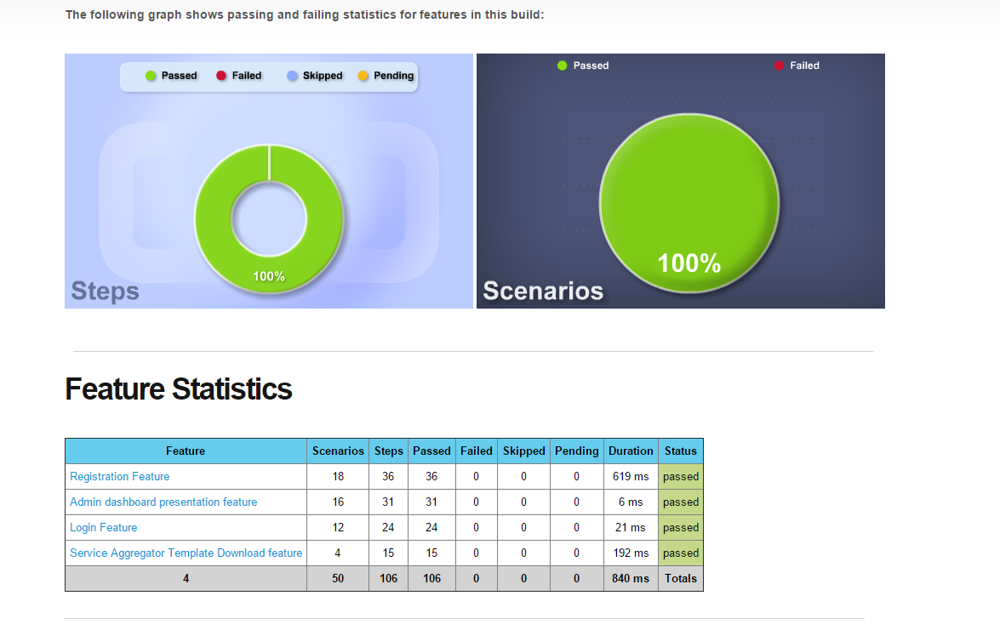 The following graph shows passing and failing statistics for features in this build:
Passed Failed Skipped Pending
100%
Steps
Passed Failed
100%
Scenarios
Feature Statistics
Feature Scenarios Steps Passed Failed Skipped Pending Duration Status
Registration Feature 18 36 36 0 0 0 619 ms passed
Admin dashboard presentation feature 16 31 31 0 0 0 6 ms passed
Login Feature 12 24 24 0 0 0 21 ms passed
Service Aggregator Template Download feature 4 15 15 0 0 0 192 ms passed
4 50 106 106 0 0 0 840 ms Totals